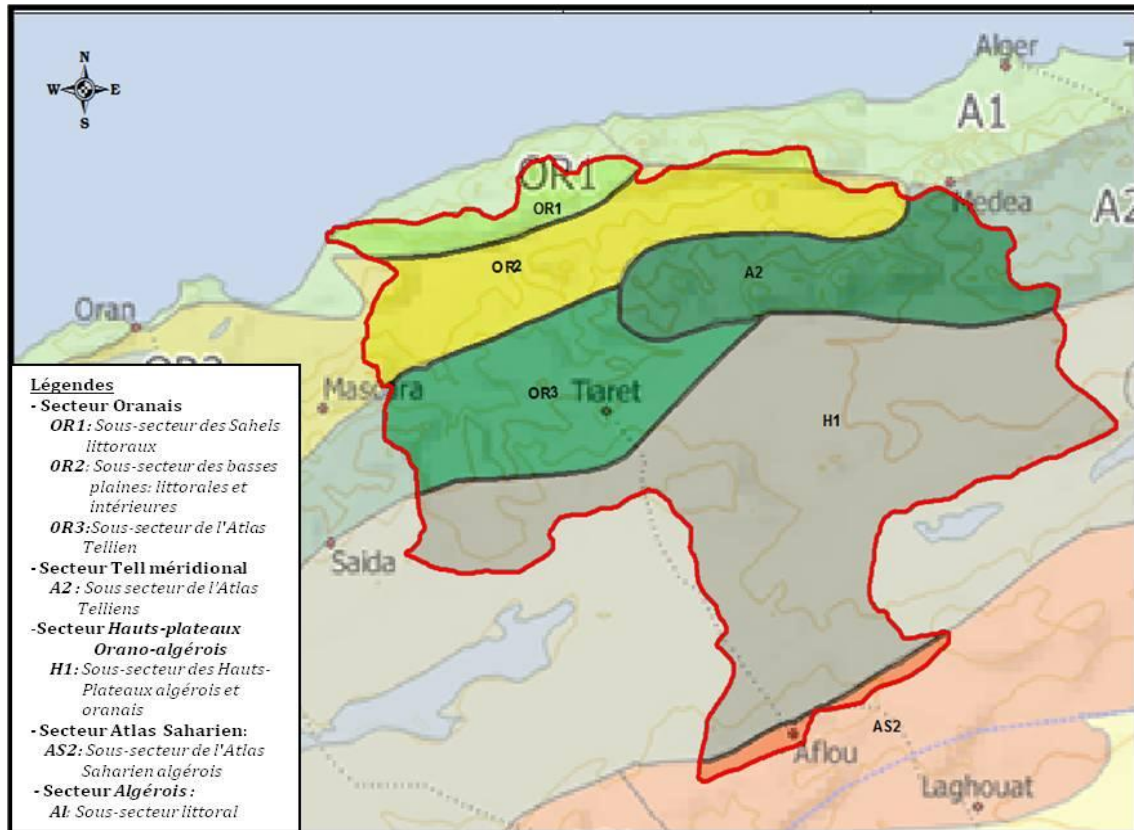 N
W E
S
Alger
T
A1
OR1
OR1
Medea
A2
OR2
A2
Oran
Mascara
OR3
Tiaret
H1
Saida
AS2
Aflou
Laghouat
Légendes
- Secteur Oranais
OR1: Sous-secteur des Sahels
littoraux
OR2: Sous-secteur des basses
plaines: littorales et
intérieures
OR3:Sous-secteur de l'Atlas
Tellien
-Secteur Tell méridional
A2 : Sous secteur de l'Atlas
Telliens
-Secteur Hauts-plateaux
Orano-algérois
H1: Sous-secteur des Hauts-
Plateaux algérois et
oranais
- Secteur Atlas Saharien:
AS2: Sous-secteur de l'Atlas
Saharien algérois
- Secteur Algérois :
Al: Sous-secteur littoral